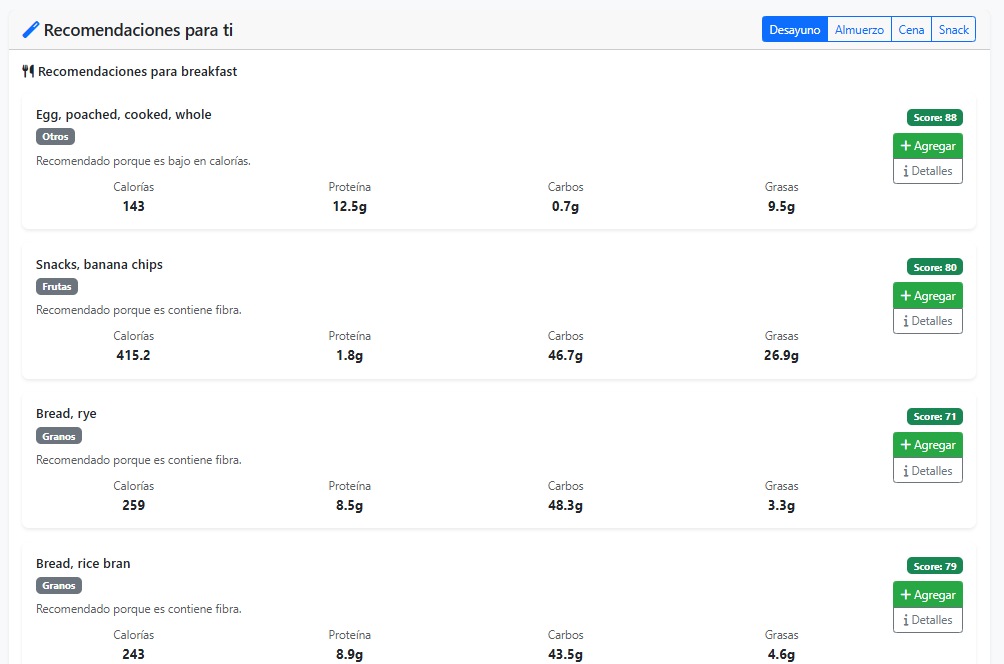 Recomendaciones para ti
Desayuno Almuerzo Cena Snack
Recomendaciones para breakfast
Egg, poached, cooked, whole
Score: 88
Otros
+ Agregar
Recomendado porque es bajo en calorías.
Detalles
Calorías Proteína Carbos Grasas
143 12.5g 0.7g 9.5g
Snacks, banana chips
Score: 80
Frutas
+ Agregar
Recomendado porque es contiene fibra.
Detalles
Calorías Proteína Carbos Grasas
415.2 1.8g 46.7g 26.9g
Bread, rye
Score: 71
Granos
+ Agregar
Recomendado porque es contiene fibra.
Detalles
Calorías Proteína Carbos Grasas
259 8.5g 48.3g 3.3g
Bread, rice bran
Score: 79
Granos
+ Agregar
Recomendado porque es contiene fibra.
Detalles
Calorías Proteína Carbos Grasas
243 8.9g 43.5g 4.6g